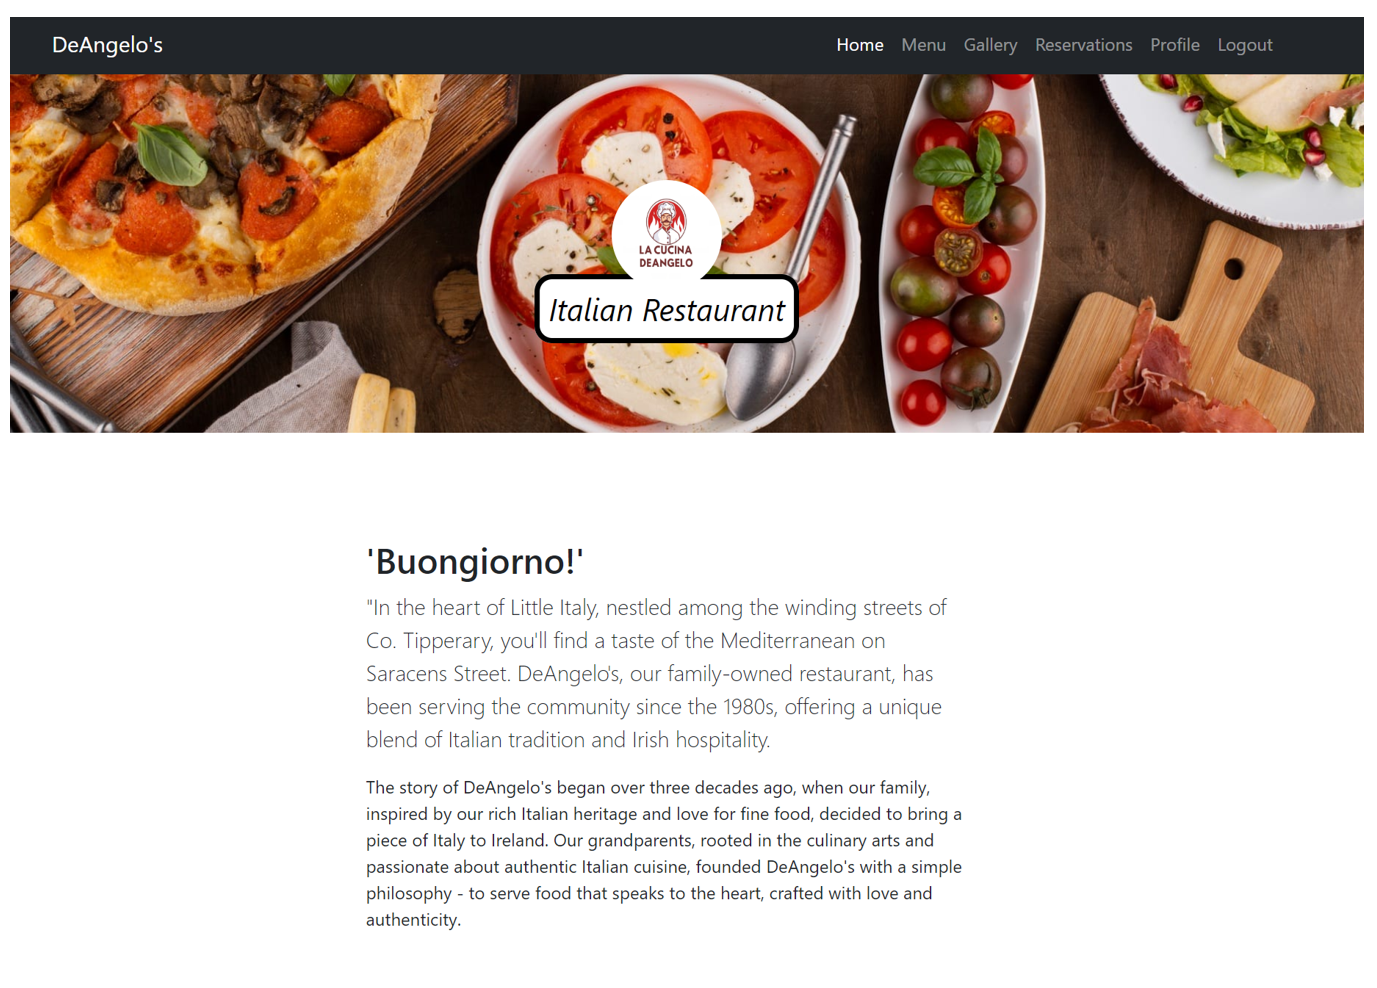 DeAngelo's
Home Menu Gallery Reservations Profile Logout
LA CUCINA
DEANGELO
Italian Restaurant
'Buongiorno!'
"In the heart of Little Italy, nestled among the winding streets of
Co. Tipperary, you'll find a taste of the Mediterranean on
Saracens Street. DeAngelo's, our family-owned restaurant, has
been serving the community since the 1980s, offering a unique
blend of Italian tradition and Irish hospitality.
The story of DeAngelo's began over three decades ago, when our family,
inspired by our rich Italian heritage and love for fine food, decided to bring a
piece of Italy to Ireland. Our grandparents, rooted in the culinary arts and
passionate about authentic Italian cuisine, founded DeAngelo's with a simple
philosophy - to serve food that speaks to the heart, crafted with love and
authenticity.